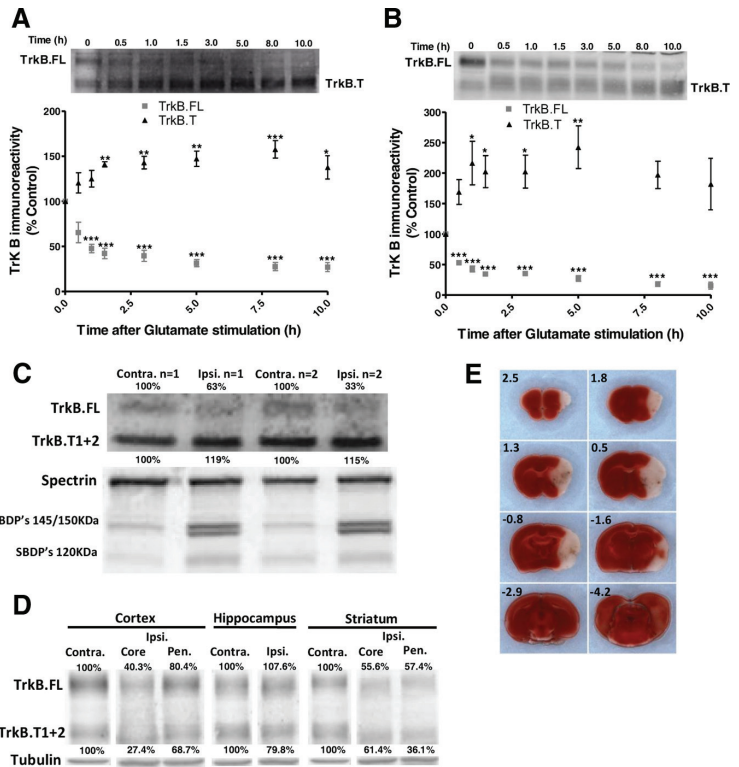 A
Time (h) 0 0.5 1.0 1.5 3.0 5.0 8.0 10.0
TrkB.FL
TrkB.T
TrkB.FL
TrkB.T
TrK B immunoreactivity
(% Control)
200
150
100
50
0
*** ** ** ** *** *
*** *** *** *** *** ***
0.0 2.5 5.0 7.5 10.0
Time after Glutamate stimulation (h)
B
Time (h) 0 0.5 1.0 1.5 3.0 5.0 8.0 10.0
TrkB.FL
TrkB.T
TrkB.FL
TrkB.T
TrK B immunoreactivity
(% Control)
300
250
200
150
100
50
0
* * * **
*** *** *** *** *** *** ***
0.0 2.5 5.0 7.5 10.0
Time after Glutamate stimulation (h)
C
Contra. n=1 Ipsi. n=1 Contra. n=2 Ipsi. n=2
100% 63% 100% 33%
TrkB.FL
TrkB.T1+2
100% 119% 100% 115%
Spectrin
BDP's 145/150KDa
SBDP's 120KDa
D
Cortex Hippocampus Striatum
Ipsi. Ipsi.
Contra. Core Pen. Contra. Ipsi. Contra. Core Pen.
100% 40.3% 80.4% 100% 107.6% 100% 55.6% 57.4%
TrkB.FL
TrkB.T1+2
100% 27.4% 68.7% 100% 79.8% 100% 61.4% 36.1%
Tubulin
E
2.5 1.8
1.3 0.5
-0.8 -1.6
-2.9 -4.2